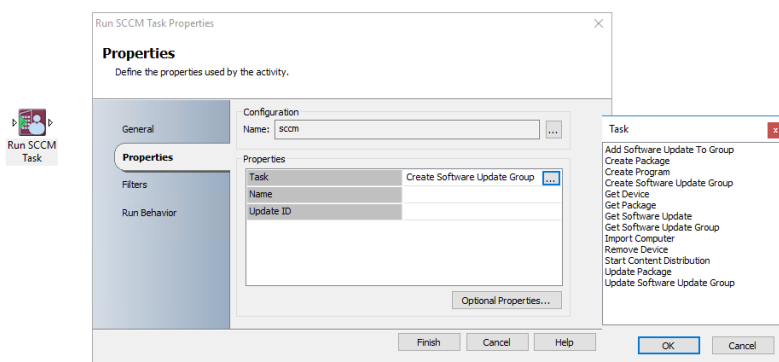 Run SCCM Task Properties
Properties
Define the properties used by the activity.
Run SCCM
Task
General
Properties
Filters
Run Behavior
Configuration
Name: sccm ...
Properties
Task Create Software Update Group ...
Name
Update ID
Optional Properties...
Finish Cancel Help
Task x
Add Software Update To Group
Create Package
Create Program
Create Software Update Group
Get Device
Get Package
Get Software Update
Get Software Update Group
Import Computer
Remove Device
Start Content Distribution
Update Package
Update Software Update Group
OK Cancel